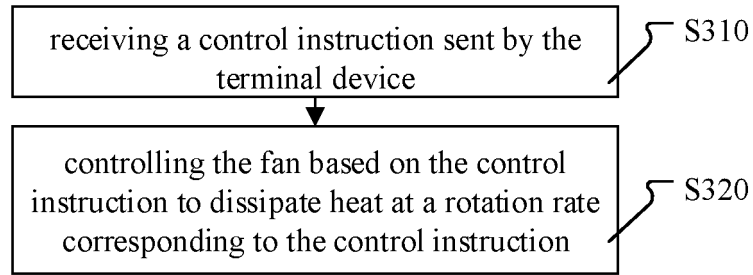 receiving a control instruction sent by the
terminal device
S310
controlling the fan based on the control
instruction to dissipate heat at a rotation rate
corresponding to the control instruction
S320